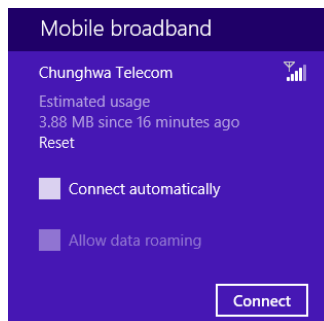 Mobile broadband
Chunghwa Telecom
Estimated usage
3.88 MB since 16 minutes ago
Reset
Connect automatically
Allow data roaming
Connect